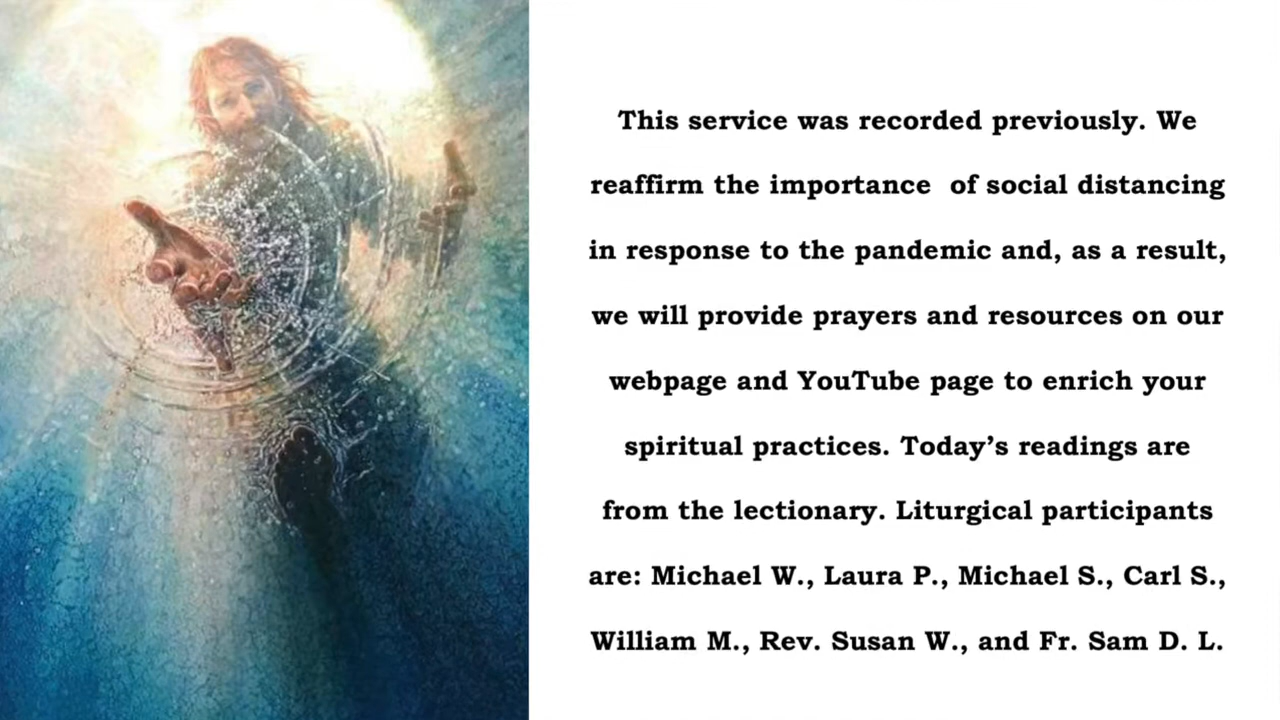 This service was recorded previously. We
reaffirm the importance  of social distancing
in response to the pandemic and, as a result,
we will provide prayers and resources on our
webpage and YouTube page to enrich your
spiritual practices. Today’s readings are
from the lectionary. Liturgical participants
are: Michael W., Laura P., Michael S., Carl S.,
William M., Rev. Susan W., and Fr. Sam D. L.